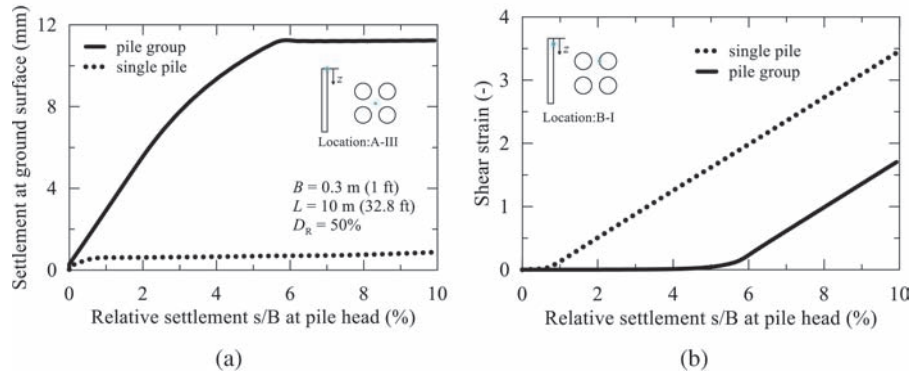 12
8
4
0
Settlement at ground surface (mm)
pile group
single pile
z
Location:A-III
B = 0.3 m (1 ft)
L = 10 m (32.8 ft)
D_R = 50%
0 2 4 6 8 10
Relative settlement s/B at pile head (%)
(a)
4
3
2
1
0
Shear strain (-)
z
Location:B-I
single pile
pile group
0 2 4 6 8 10
Relative settlement s/B at pile head (%)
(b)